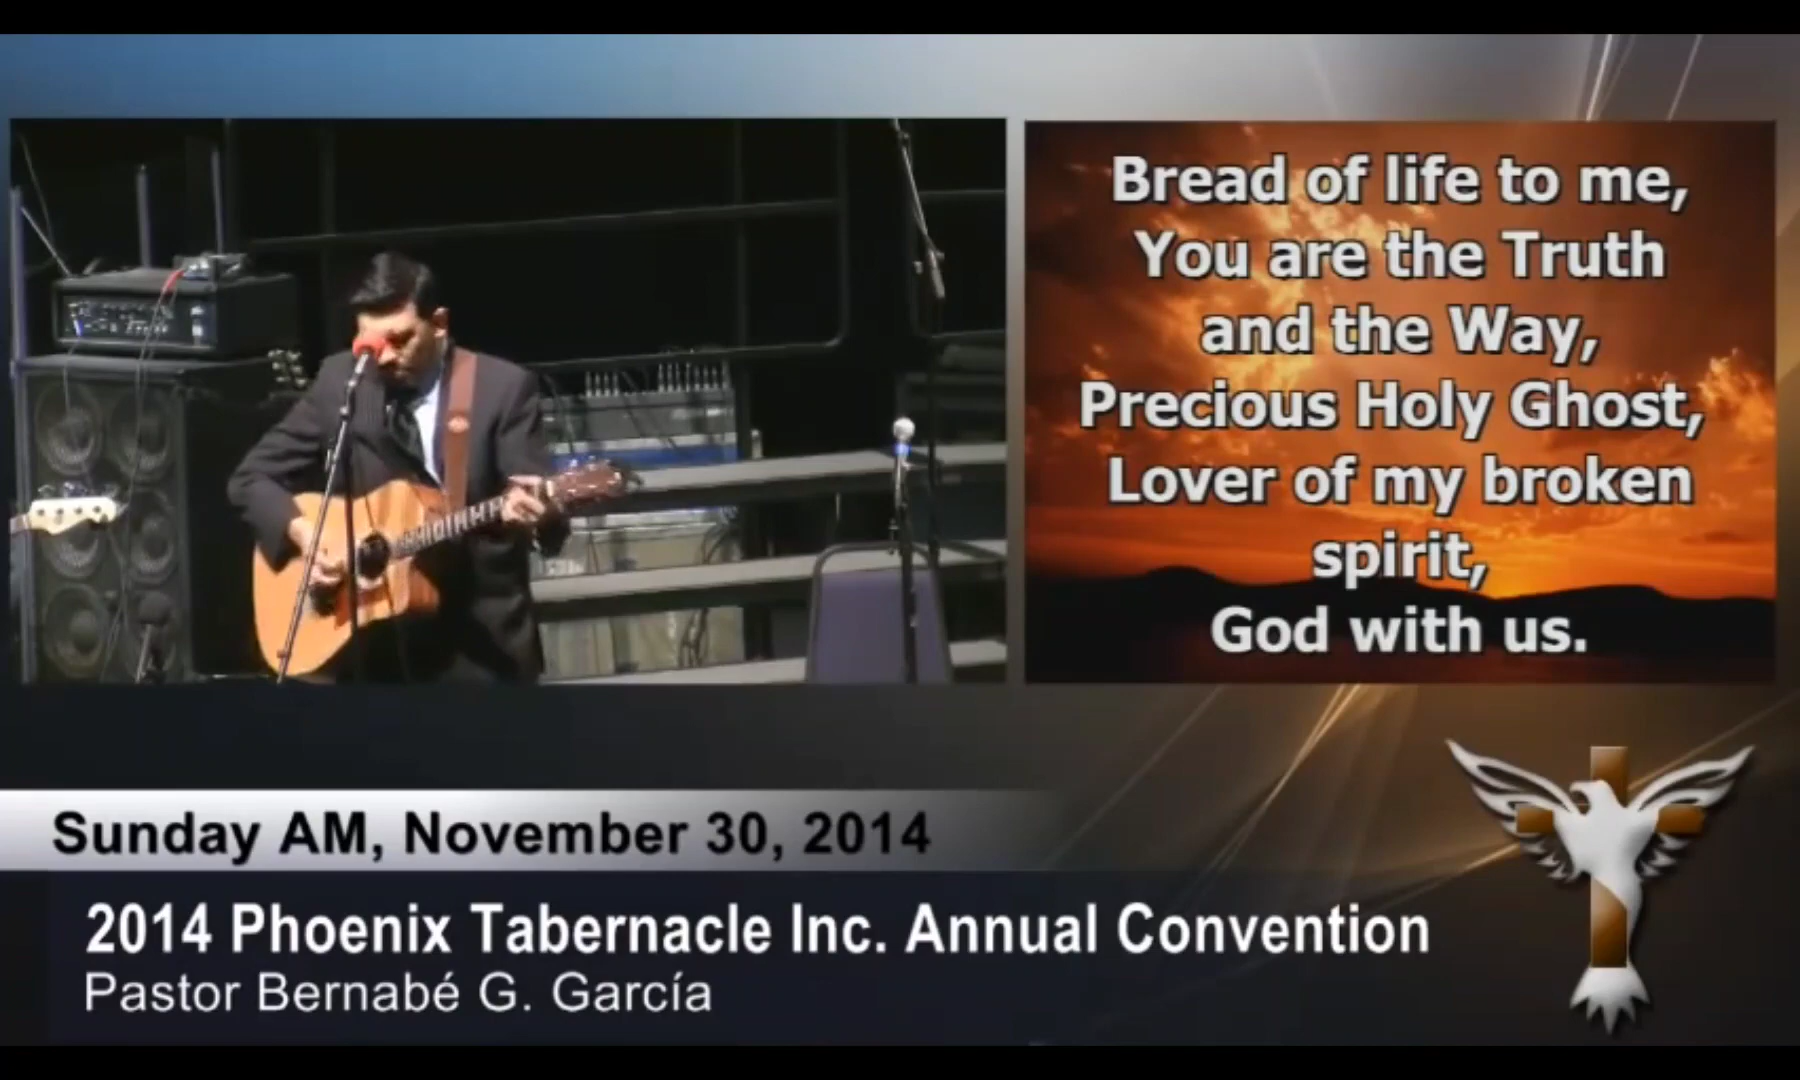 Bread of life to me,
You are the Truth
and the Way,
Precious Holy Ghost,
Lover of my broken
spirit,
God with us.
Sunday AM, November 30, 2014
2014 Phoenix Tabernacle Inc. Annual Convention
Pastor Bernabé G. García